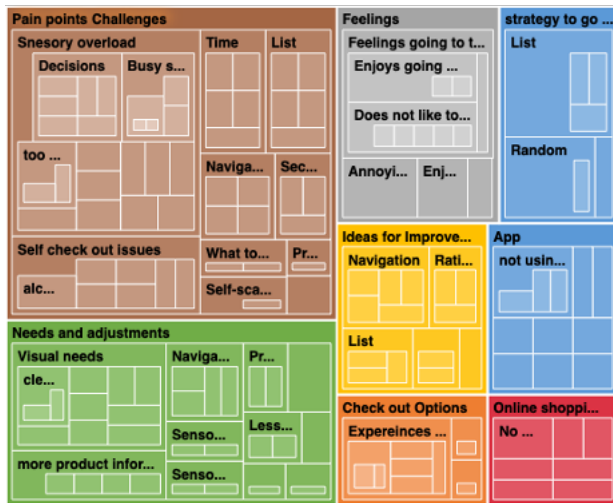 Pain points Challenges
Snesory overload
Decisions
Busy s...
too ...
Self check out issues
alc...
Time
List
Naviga...
Sec...
What to...
Pr...
Self-sca...
Feelings
Feelings going to t...
Enjoys going ...
Does not like to...
Annoyi...
Enj...
strategy to go ...
List
Random
Ideas for Improve...
Navigation
Rati...
List
App
not usin...
Needs and adjustments
Visual needs
cle...
more product infor...
Naviga...
Senso...
Senso...
Pr...
Less...
Check out Options
Expereinces ...
Online shoppi...
No ...